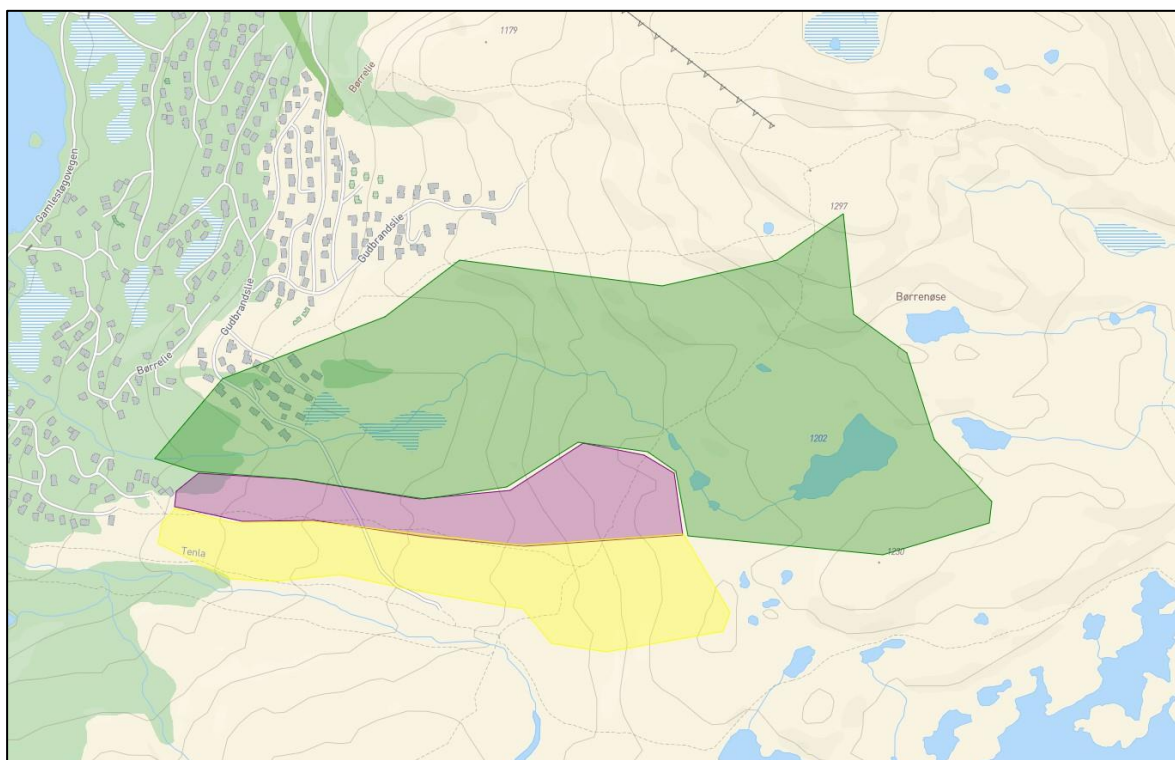 1179
Børrelie
Gamlestøgovegen
1297
Gudbrandslie
Børrenøse
Gudbrandslie
Børrelie
1202
Tenla
1230